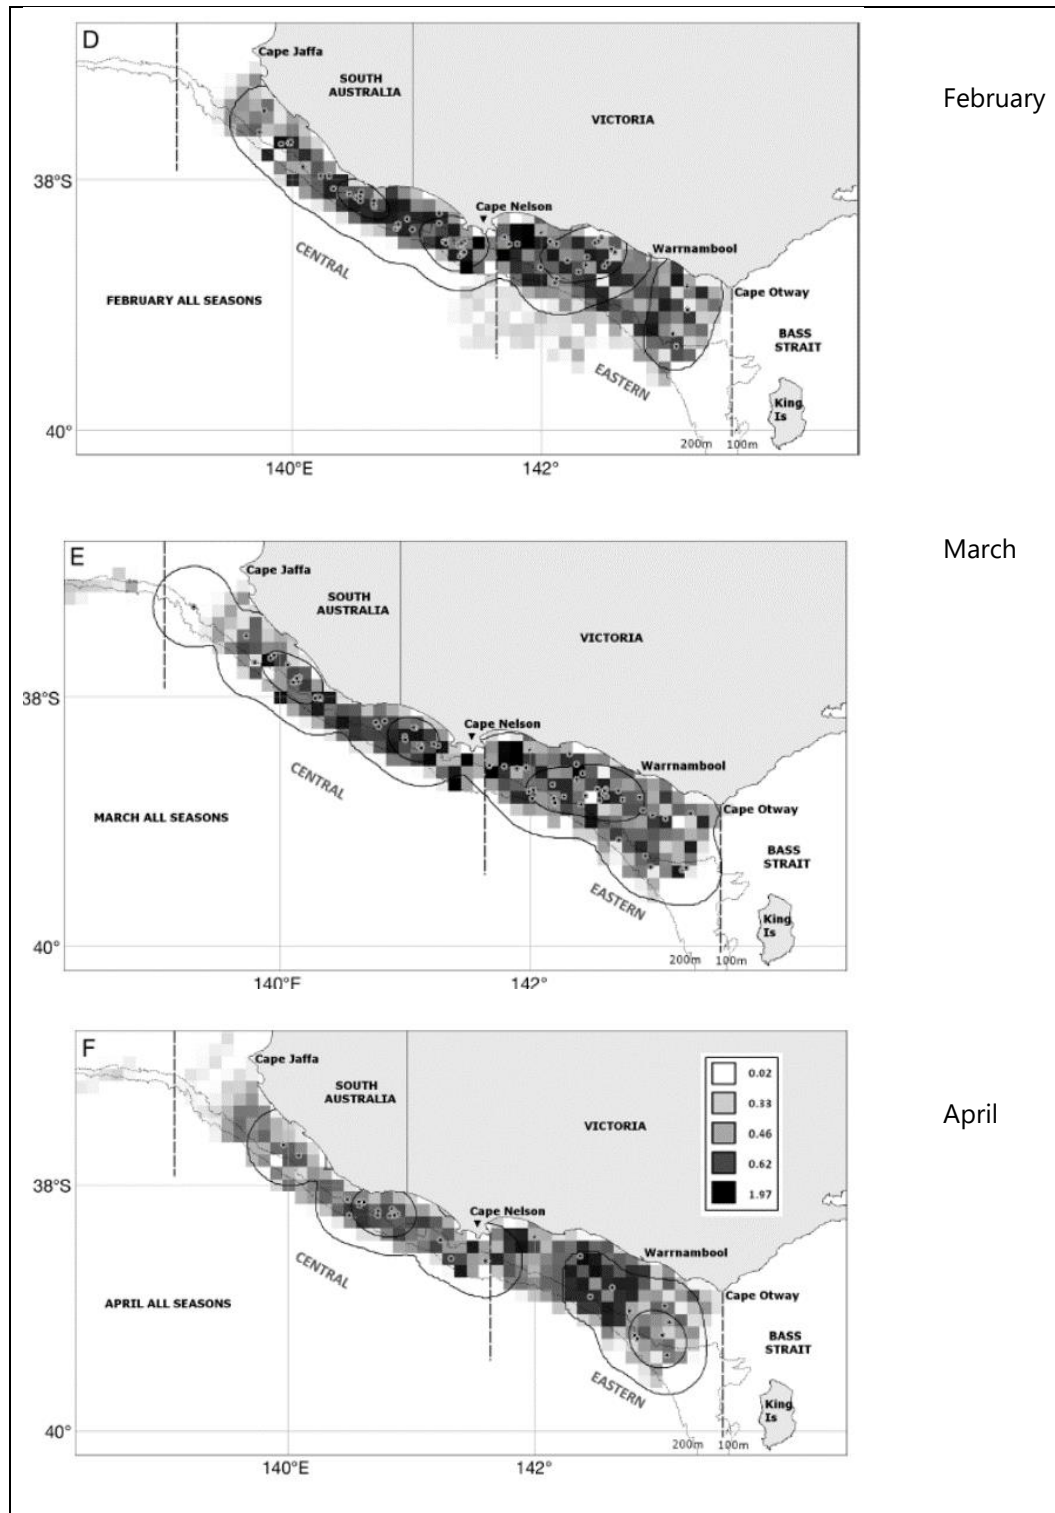 D
Cape Jaffa
SOUTH
AUSTRALIA
VICTORIA
February
38°S
Cape Nelson
CENTRAL
Warrnambool
FEBRUARY ALL SEASONS
Cape Otway
BASS
STRAIT
EASTERN
King
Is
40°
200m
100m
140°E
142°
E
March
Cape Jaffa
SOUTH
AUSTRALIA
VICTORIA
38°S
Cape Nelson
CENTRAL
Warrnambool
MARCH ALL SEASONS
Cape Otway
BASS
STRAIT
EASTERN
King
Is
40°
200m
100m
140°E
142°
F
Cape Jaffa
SOUTH
AUSTRALIA
VICTORIA
0.02
0.33
0.46
0.62
1.97
April
38°S
Cape Nelson
CENTRAL
Warrnambool
APRIL ALL SEASONS
Cape Otway
BASS
STRAIT
EASTERN
King
Is
40°
200m
100m
140°E
142°